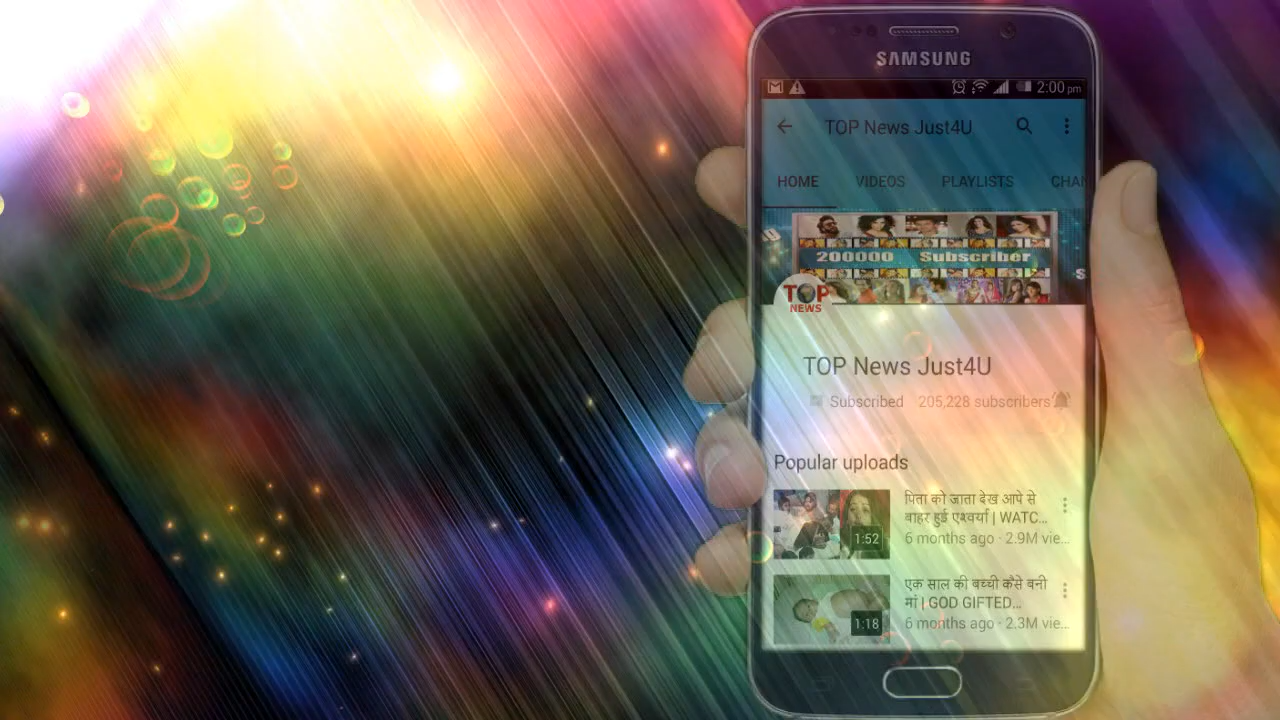 SAMSUNG
2:00 pm
TOP News Just4U
HOME VIDEOS PLAYLISTS CHAN
200000 Subscriber
TOP
NEWS
TOP News Just4U
Subscribed 205,228 subscribers
Popular uploads
पिता को जाता देख आपे से
बाहर हुई एश्वर्या | WATC...
1:52
6 months ago · 2.9M vie...
एक साल की बच्ची कैसे बनी
मां | GOD GIFTED...
1:18
6 months ago · 2.3M vie...